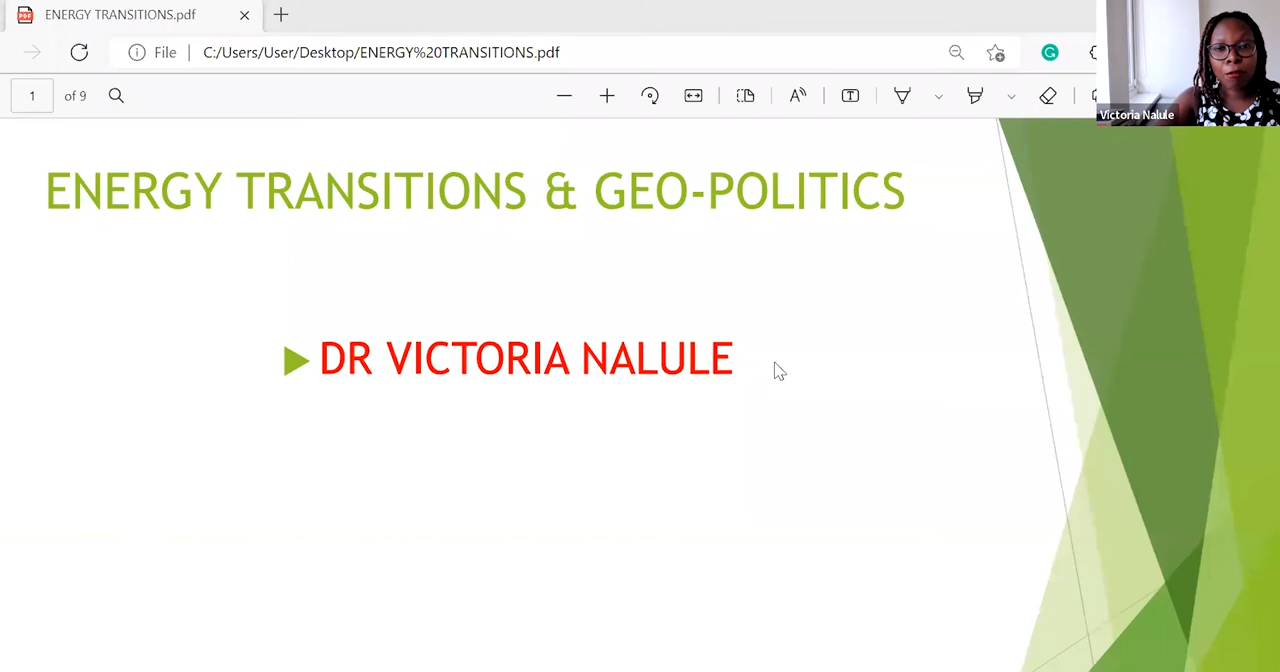 ENERGY TRANSITIONS.pdf
File
C:/Users/User/Desktop/ENERGY%20TRANSITIONS.pdf
1 of 9
Victoria Nalule
ENERGY TRANSITIONS & GEO-POLITICS
DR VICTORIA NALULE